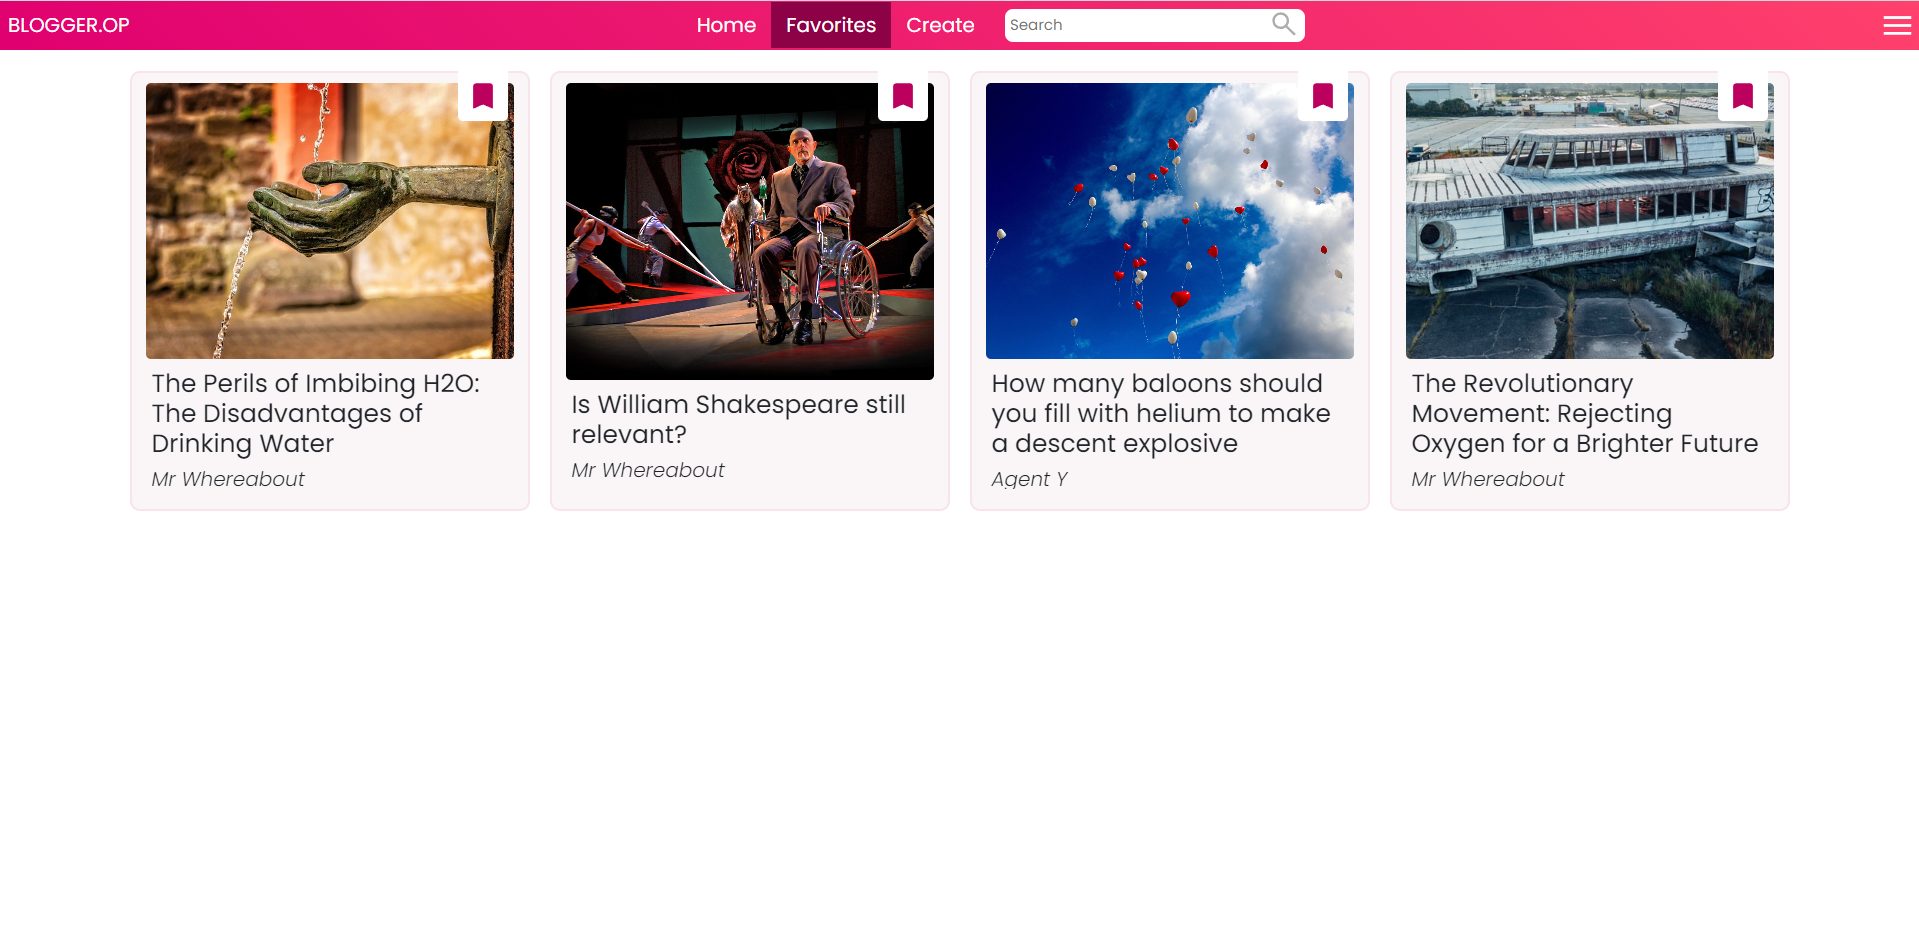 BLOGGER.OP
Home
Favorites
Create
Search
The Perils of Imbibing H2O:
The Disadvantages of
Drinking Water
Mr Whereabout
Is William Shakespeare still
relevant?
Mr Whereabout
How many baloons should
you fill with helium to make
a descent explosive
Agent Y
The Revolutionary
Movement: Rejecting
Oxygen for a Brighter Future
Mr Whereabout